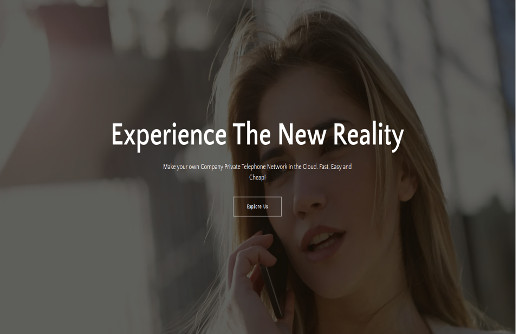 Experience The New Reality
Make your own Company Private Telephone Network in the Cloud. Fast, Easy and
Cheap!
Explore Us